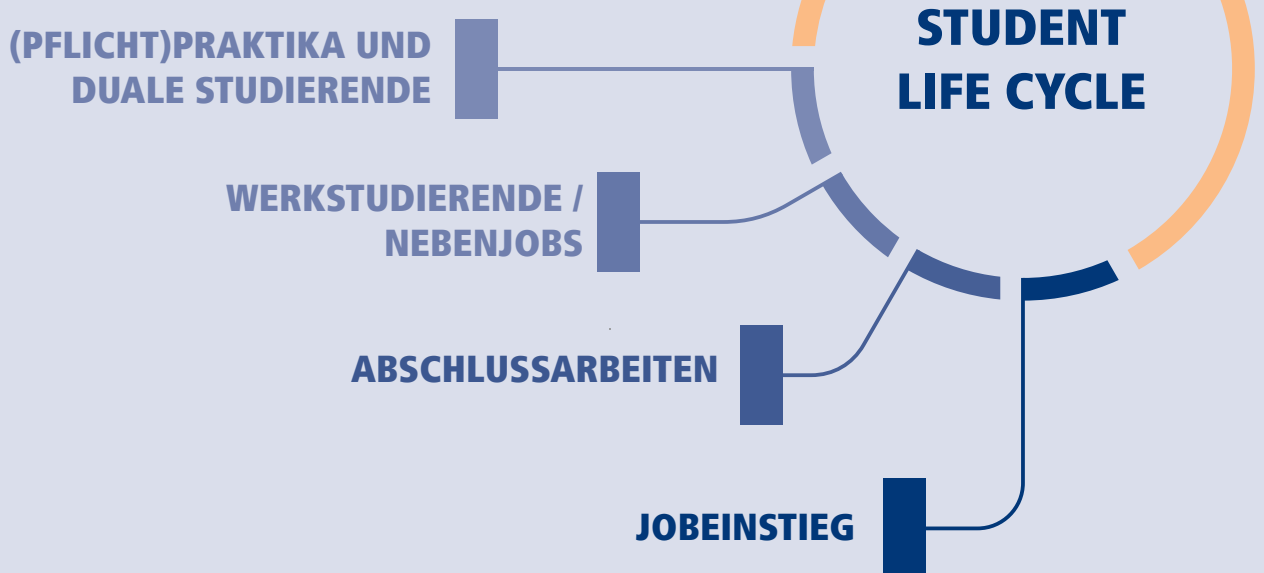 STUDENT
LIFE CYCLE
(PFLICHT)PRAKTIKA UND
DUALE STUDIERENDE
WERKSTUDIERENDE /
NEBENJOBS
ABSCHLUSSARBEITEN
JOBEINSTIEG